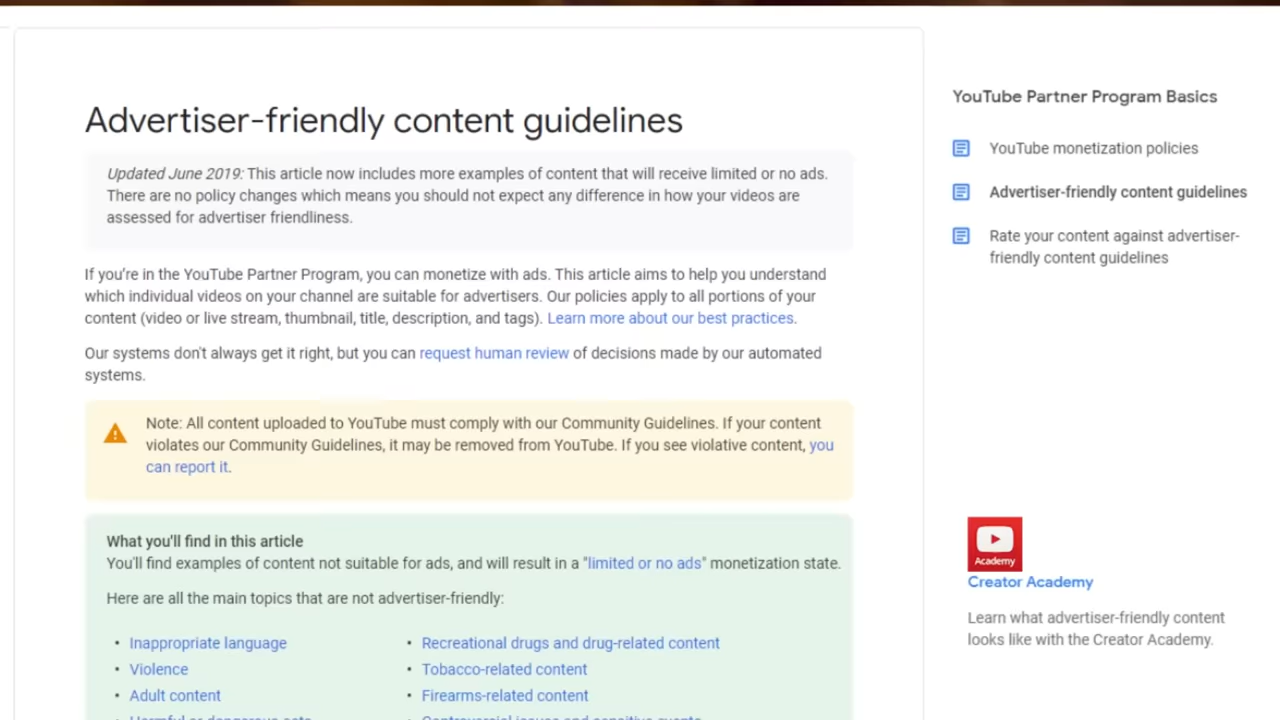 Advertiser-friendly content guidelines
Updated June 2019: This article now includes more examples of content that will receive limited or no ads.
There are no policy changes which means you should not expect any difference in how your videos are
assessed for advertiser friendliness.
If you're in the YouTube Partner Program, you can monetize with ads. This article aims to help you understand
which individual videos on your channel are suitable for advertisers. Our policies apply to all portions of your
content (video or live stream, thumbnail, title, description, and tags). Learn more about our best practices.
Our systems don't always get it right, but you can request human review of decisions made by our automated
systems.
Note: All content uploaded to YouTube must comply with our Community Guidelines. If your content
violates our Community Guidelines, it may be removed from YouTube. If you see violative content, you
can report it.
What you'll find in this article
You'll find examples of content not suitable for ads, and will result in a "limited or no ads" monetization state.
Here are all the main topics that are not advertiser-friendly:
• Inappropriate language
• Violence
• Adult content
• Harmful or dangerous acts
• Recreational drugs and drug-related content
• Tobacco-related content
• Firearms-related content
• Controversial issues and sensitive events
YouTube Partner Program Basics
YouTube monetization policies
Advertiser-friendly content guidelines
Rate your content against advertiser-
friendly content guidelines
Academy
Creator Academy
Learn what advertiser-friendly content
looks like with the Creator Academy.